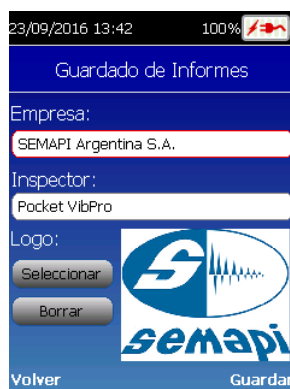 23/09/2016 13:42 100%
Guardado de Informes
Empresa:
SEMAPI Argentina S.A.
Inspector:
Pocket VibPro
Logo:
Seleccionar
Borrar
semapi
Volver Guardar